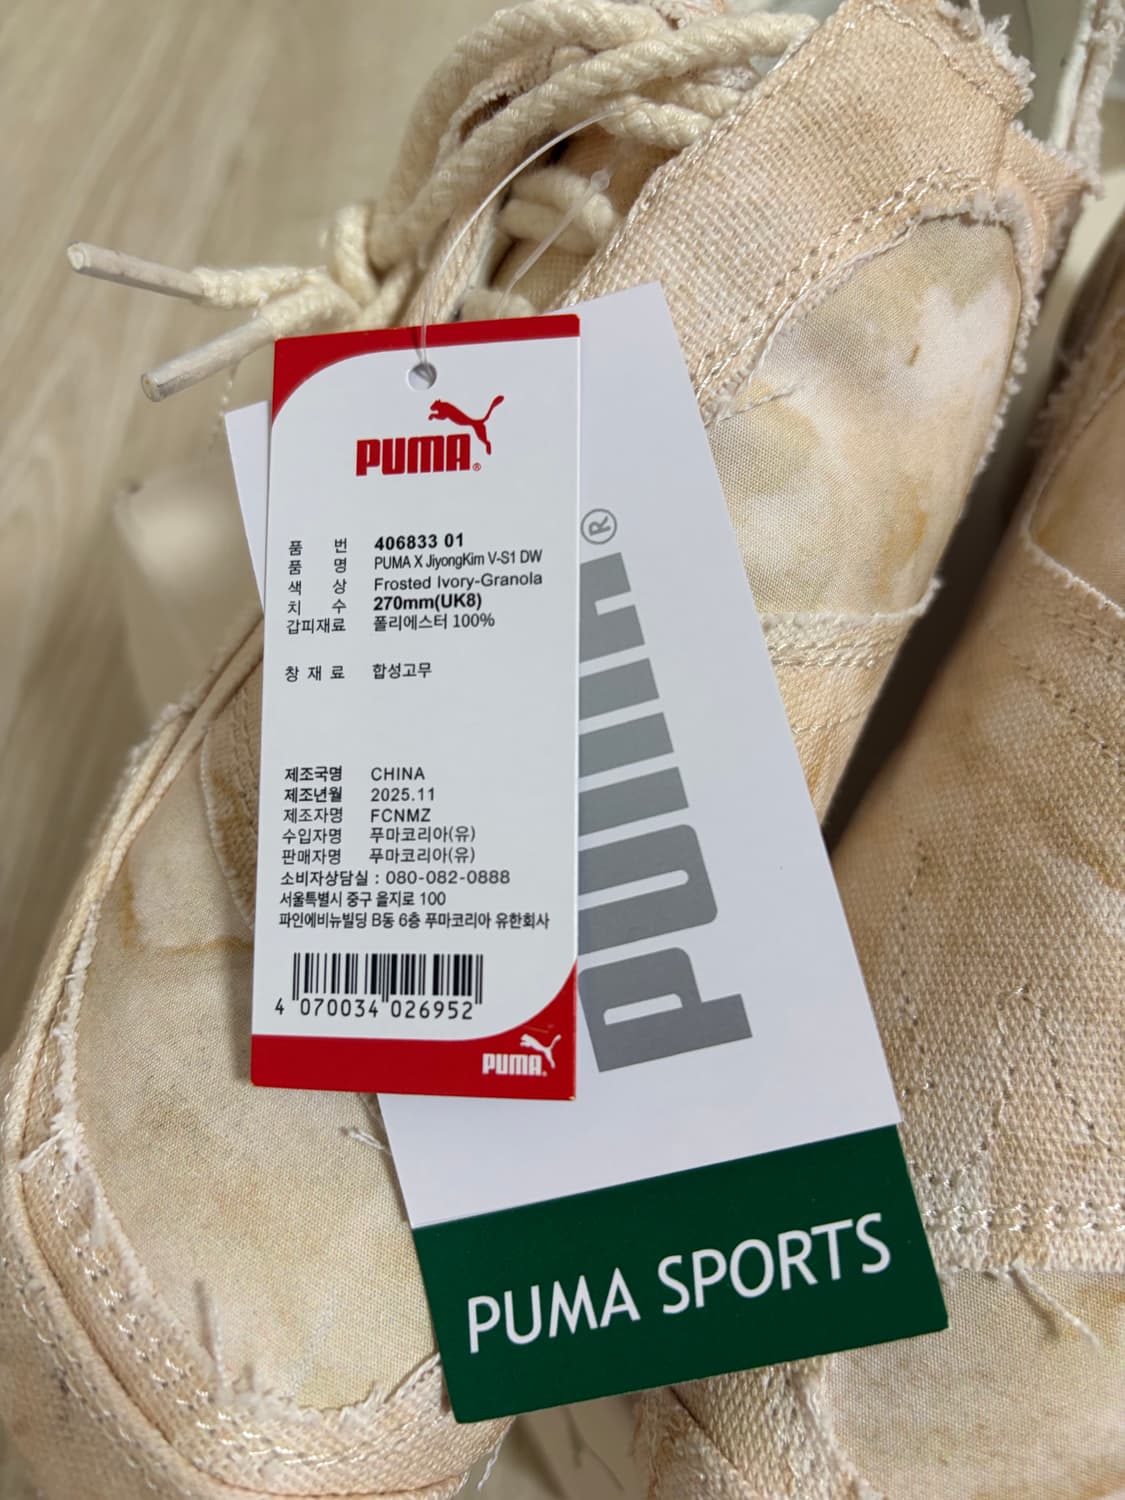 PUMA®
품 번 406833 01
품 명 PUMA X JiyongKim V-S1 DW
색 상 Frosted Ivory-Granola
치 수 270mm(UK8)
갑피재료 폴리에스터 100%
창 재 료 합성고무
제조국명 CHINA
제조년월 2025.11
제조자명 FCNMZ
수입자명 푸마코리아(유)
판매자명 푸마코리아(유)
소비자상담실 : 080-082-0888
서울특별시 중구 을지로 100
파인에비뉴빌딩 B동 6층 푸마코리아 유한회사
4 070034 026952
PUMA®
PUMA®
PUMA SPORTS